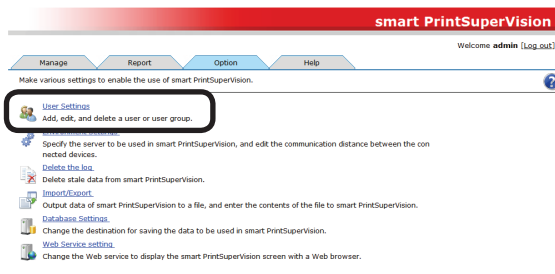 smart PrintSuperVision
Welcome admin [Log out]
Manage Report Option Help
Make various settings to enable the use of smart PrintSuperVision.
?
User Settings
Add, edit, and delete a user or user group.
Environment Settings
Specify the server to be used in smart PrintSuperVision, and edit the communication distance between the con
nected devices.
Delete the log
Delete stale data from smart PrintSuperVision.
Import/Export
Output data of smart PrintSuperVision to a file, and enter the contents of the file to smart PrintSuperVision.
Database Settings
Change the destination for saving the data to be used in smart PrintSuperVision.
Web Service setting
Change the Web service to display the smart PrintSuperVision screen with a Web browser.